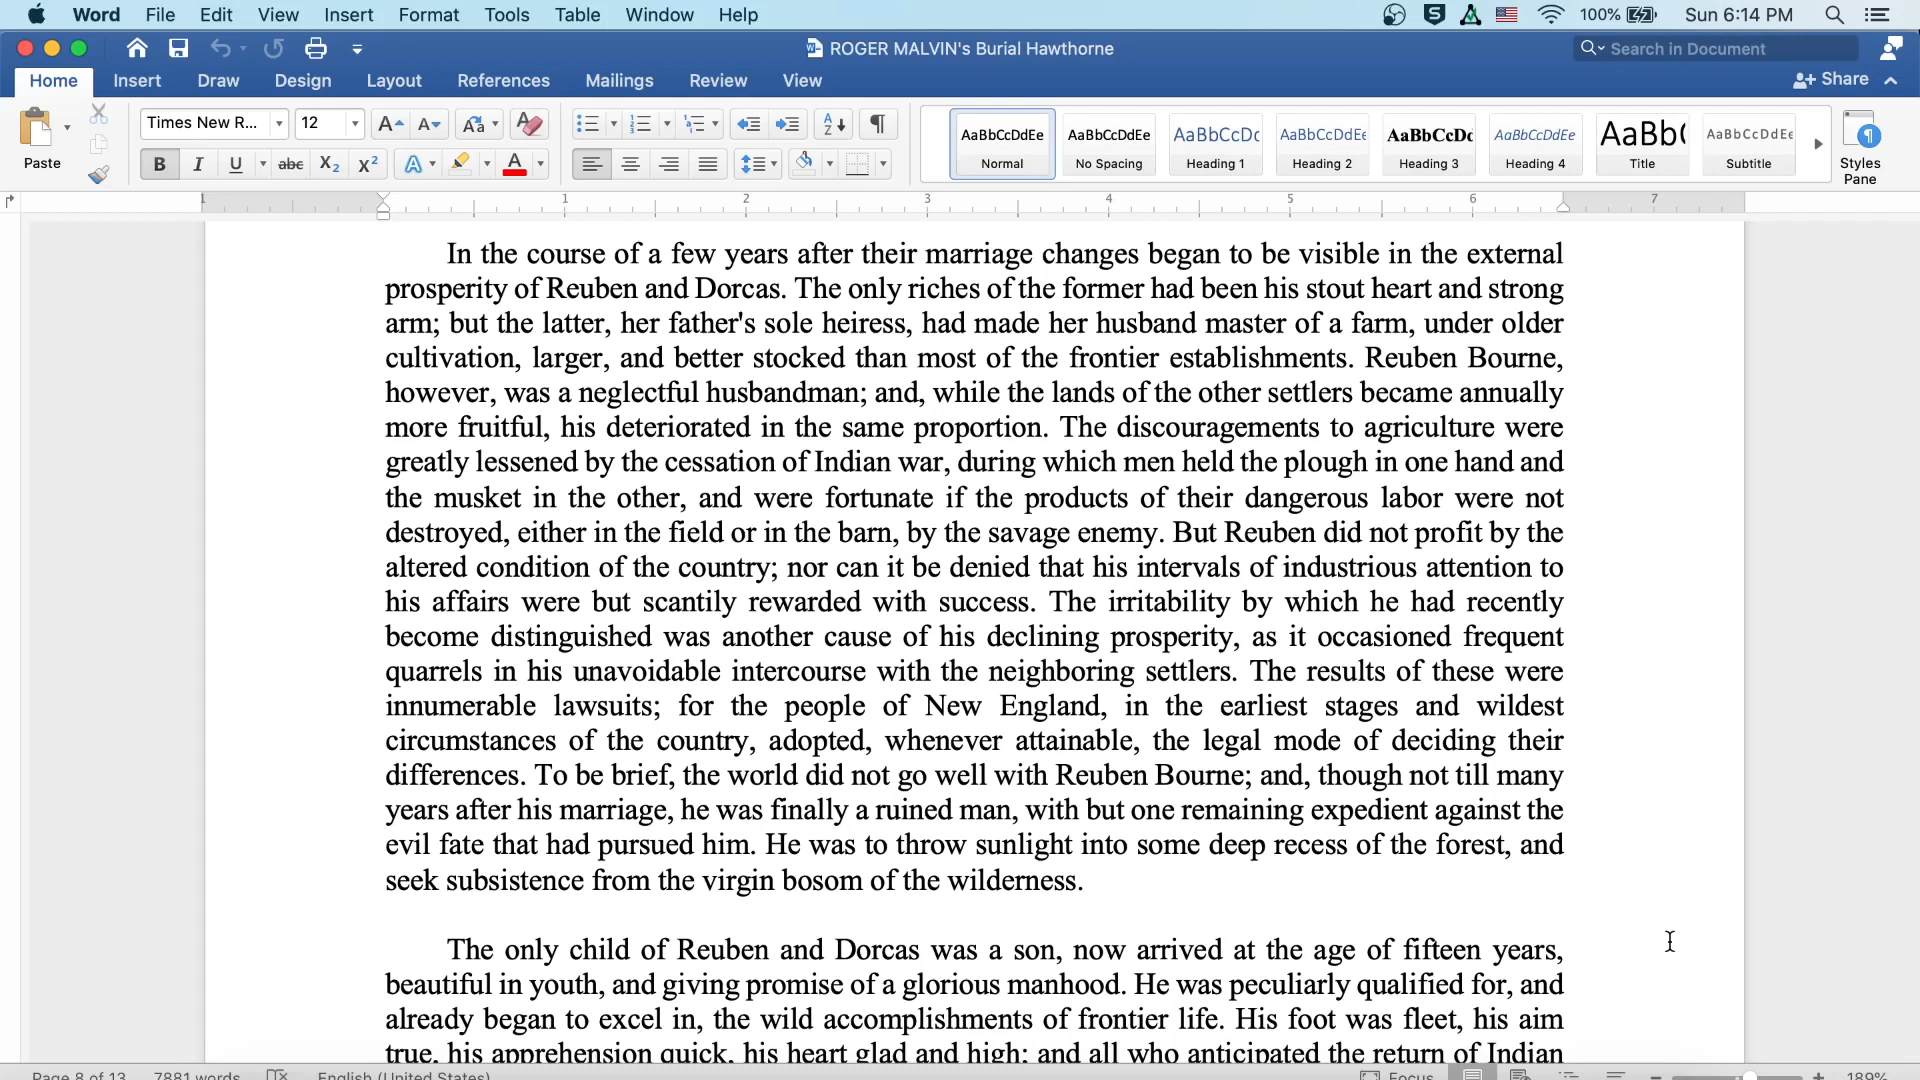 Word File Edit View Insert Format Tools Table Window Help 100% Sun 6:14 PM
ROGER MALVIN's Burial Hawthorne Search in Document
Home Insert Draw Design Layout References Mailings Review View Share
Paste
Times New R... 12
AaBbCcDdEe AaBbCcDdEe AaBbCcDc AaBbCcDdEe AaBbCcDc AaBbCcDdEe AaBb( AaBbCcDdEe
Normal No Spacing Heading 1 Heading 2 Heading 3 Heading 4 Title Subtitle
Styles
Pane
1 1 2 3 4 5 6 7
In the course of a few years after their marriage changes began to be visible in the external
prosperity of Reuben and Dorcas. The only riches of the former had been his stout heart and strong
arm; but the latter, her father's sole heiress, had made her husband master of a farm, under older
cultivation, larger, and better stocked than most of the frontier establishments. Reuben Bourne,
however, was a neglectful husbandman; and, while the lands of the other settlers became annually
more fruitful, his deteriorated in the same proportion. The discouragements to agriculture were
greatly lessened by the cessation of Indian war, during which men held the plough in one hand and
the musket in the other, and were fortunate if the products of their dangerous labor were not
destroyed, either in the field or in the barn, by the savage enemy. But Reuben did not profit by the
altered condition of the country; nor can it be denied that his intervals of industrious attention to
his affairs were but scantily rewarded with success. The irritability by which he had recently
become distinguished was another cause of his declining prosperity, as it occasioned frequent
quarrels in his unavoidable intercourse with the neighboring settlers. The results of these were
innumerable lawsuits; for the people of New England, in the earliest stages and wildest
circumstances of the country, adopted, whenever attainable, the legal mode of deciding their
differences. To be brief, the world did not go well with Reuben Bourne; and, though not till many
years after his marriage, he was finally a ruined man, with but one remaining expedient against the
evil fate that had pursued him. He was to throw sunlight into some deep recess of the forest, and
seek subsistence from the virgin bosom of the wilderness.
The only child of Reuben and Dorcas was a son, now arrived at the age of fifteen years,
beautiful in youth, and giving promise of a glorious manhood. He was peculiarly qualified for, and
already began to excel in, the wild accomplishments of frontier life. His foot was fleet, his aim
true, his apprehension quick, his heart glad and high; and all who anticipated the return of Indian
Page 8 of 13 7881 words English (United States) Focus 189%